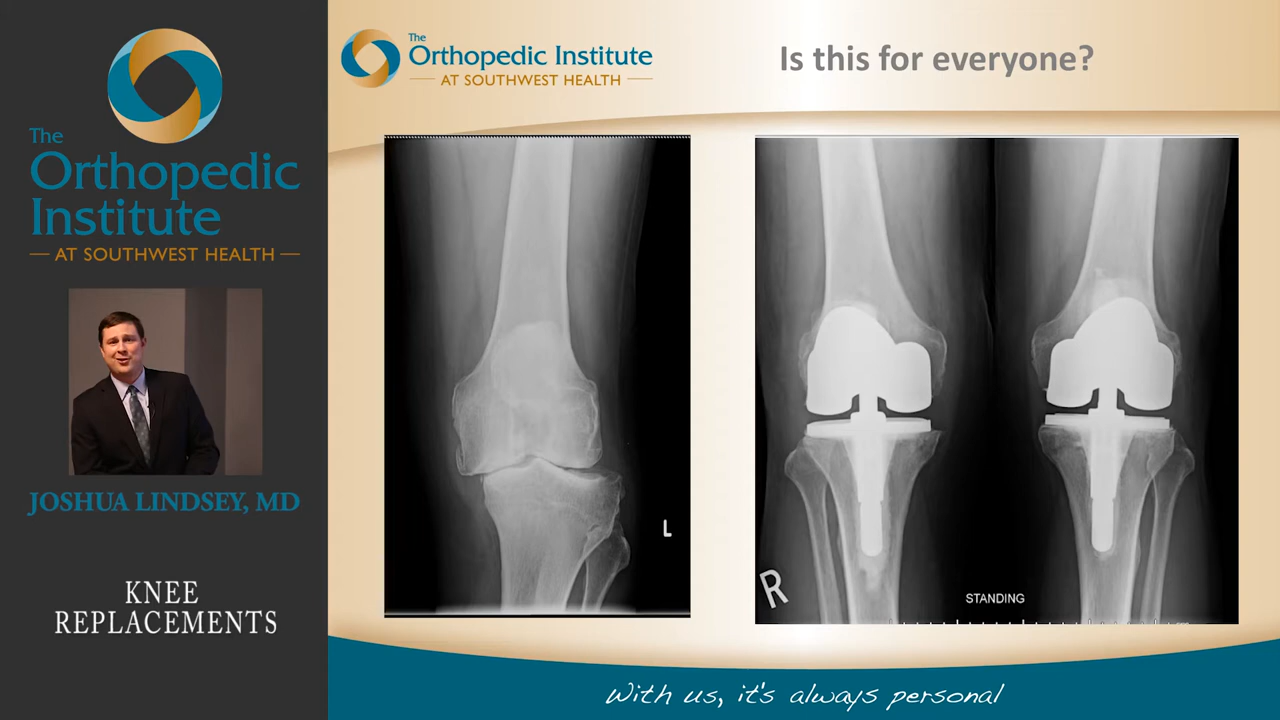 The
Orthopedic
Institute
AT SOUTHWEST HEALTH
JOSHUA LINDSEY, MD
KNEE
REPLACEMENTS
The
Orthopedic Institute
AT SOUTHWEST HEALTH
Is this for everyone?
L
R
STANDING
With us, it's always personal